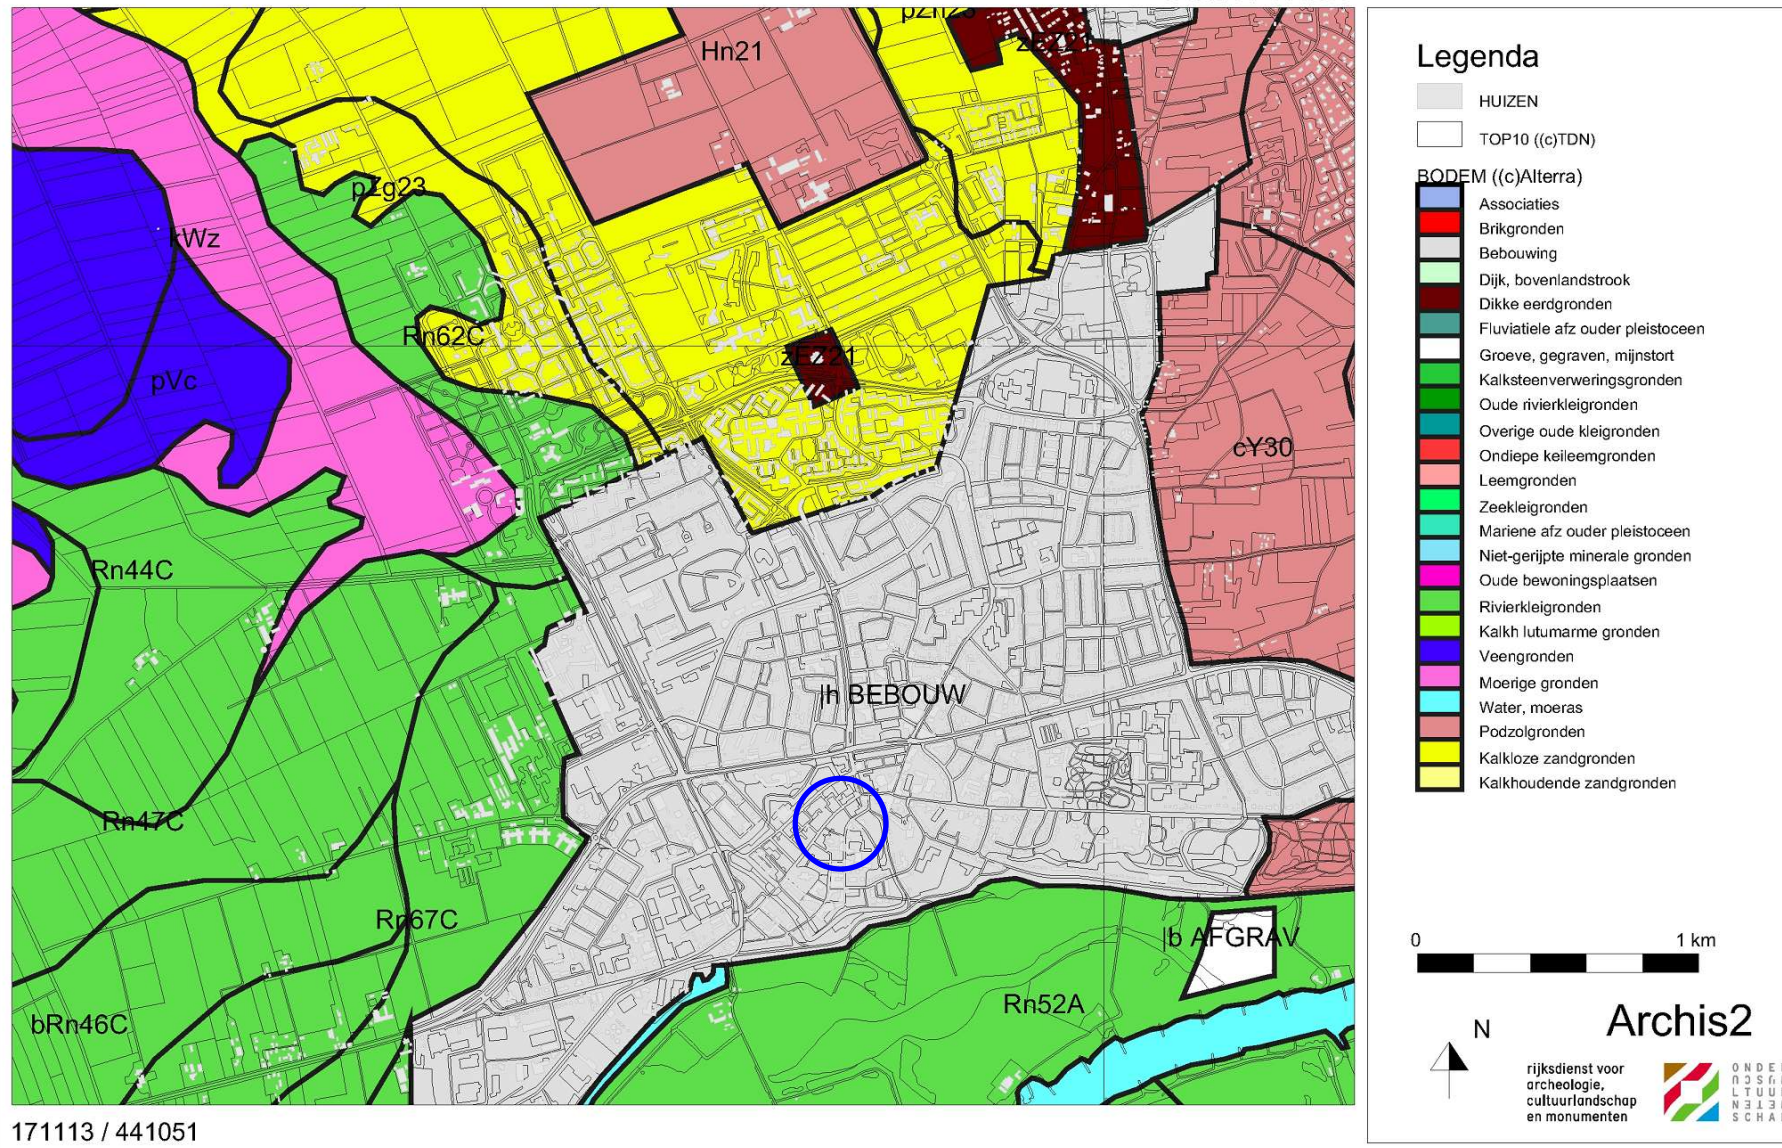 pZn23
zEZ21
Hn21
pZg23
kWz
Rn62C
pVc
zEZ21
cY30
Rn44C
|h BEBOUW
Rn47C
Rn67C
|b AFGRAV
Rn52A
bRn46C
171113 / 441051
Legenda
HUIZEN
TOP10 ((c)TDN)
BODEM ((c)Alterra)
Associaties
Brikgronden
Bebouwing
Dijk, bovenlandstrook
Dikke eerdgronden
Fluviatiele afz ouder pleistoceen
Groeve, gegraven, mijnstort
Kalksteenverweringsgronden
Oude rivierkleigronden
Overige oude kleigronden
Ondiepe keileemgronden
Leemgronden
Zeekleigronden
Mariene afz ouder pleistoceen
Niet-gerijpte minerale gronden
Oude bewoningsplaatsen
Rivierkleigronden
Kalkh lutumarme gronden
Veengronden
Moerige gronden
Water, moeras
Podzolgronden
Kalkloze zandgronden
Kalkhoudende zandgronden
0 1 km
N
Archis2
rijksdienst voor
archeologie,
cultuurlandschap
en monumenten